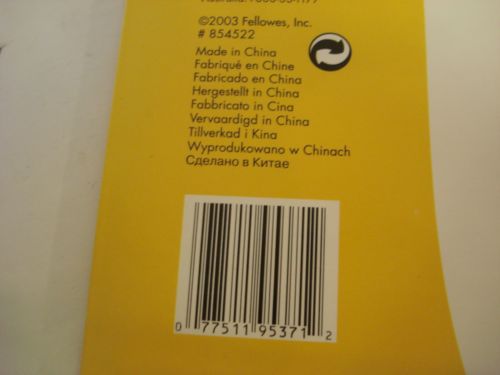 ©2003 Fellowes, Inc.
# 854522
Made in China
Fabriqué en Chine
Fabricado en China
Hergestellt in China
Fabbricato in Cina
Vervaardigd in China
Tillverkad i Kina
Wyprodukowano w Chinach
Сделано в Китае
0 77511 95371 2